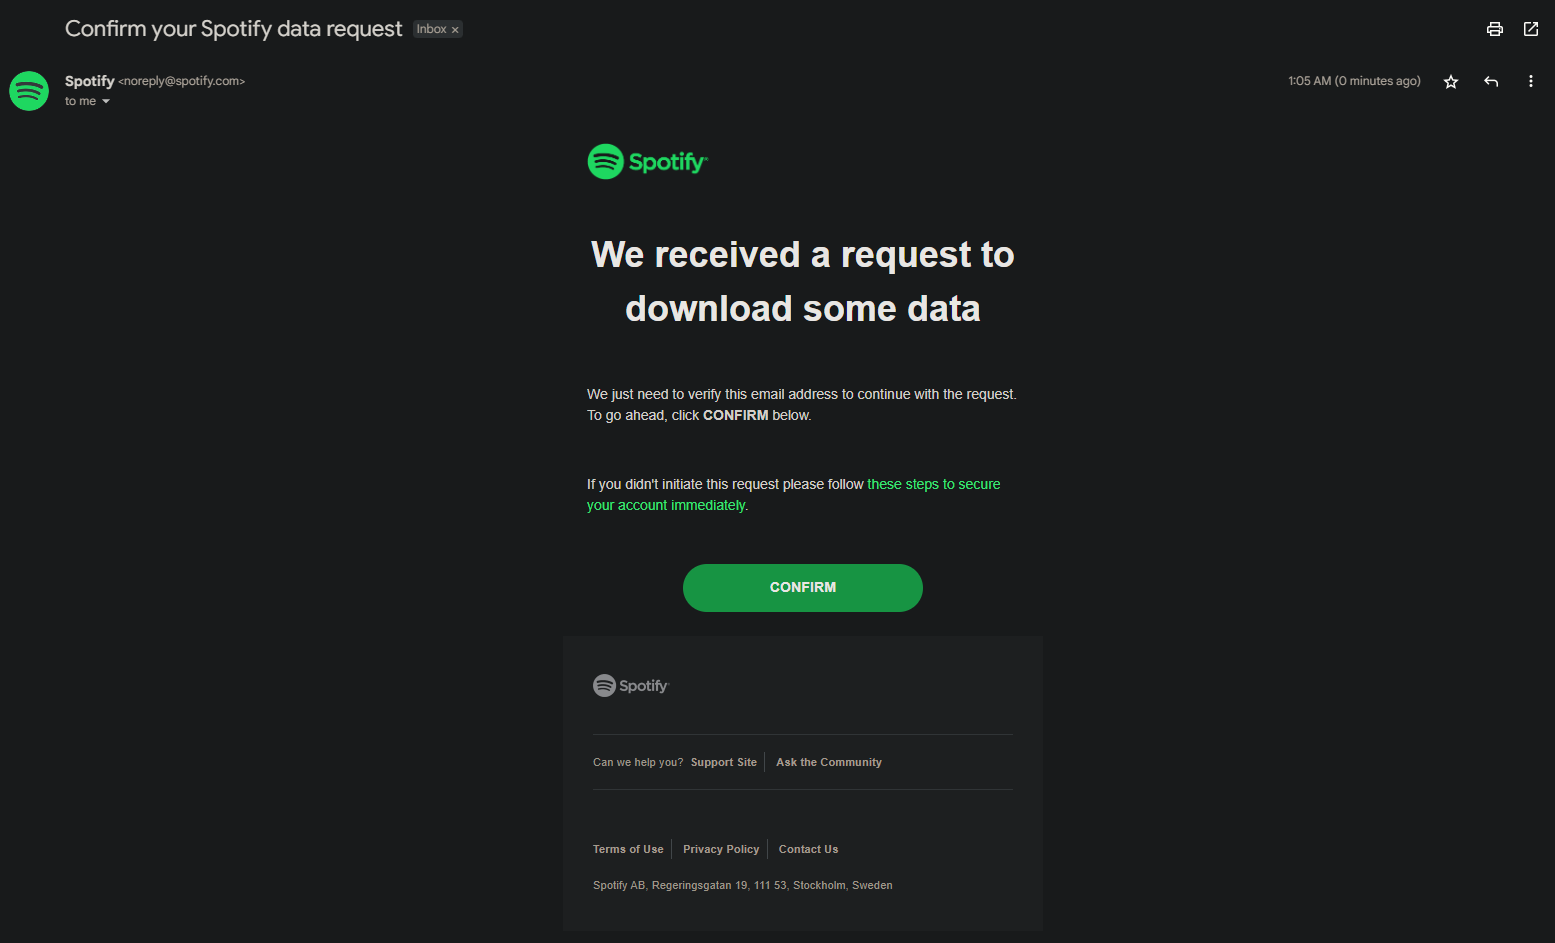 Confirm your Spotify data request Inbox x
Spotify <noreply@spotify.com> 1:05 AM (0 minutes ago)
to me
Spotify
We received a request to
download some data
We just need to verify this email address to continue with the request.
To go ahead, click CONFIRM below.
If you didn't initiate this request please follow these steps to secure
your account immediately.
CONFIRM
Spotify
Can we help you? Support Site Ask the Community
Terms of Use Privacy Policy Contact Us
Spotify AB, Regeringsgatan 19, 111 53, Stockholm, Sweden